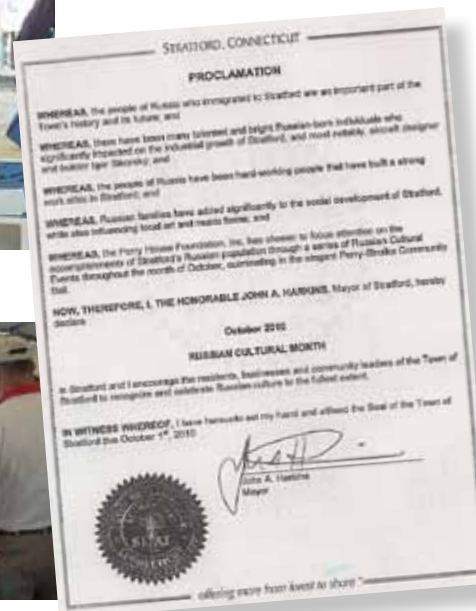 STRATFORD, CONNECTICUT
PROCLAMATION
WHEREAS, the people of Russia who immigrated to Stratford are an important part of the
Town's history and its future; and
WHEREAS, there have been many talented and bright Russian-born individuals who
significantly impacted on the industrial growth of Stratford, and most notably, aircraft designer
and builder Igor Sikorsky; and
WHEREAS, the people of Russia have been hard-working people that have built a strong
work ethic in Stratford; and
WHEREAS, Russian families have added significantly to the social development of Stratford,
while also influencing local art and music forms; and
WHEREAS, the Perry House Foundation, Inc. has chosen to focus attention on the
accomplishments of Stratford's Russian population through a series of Russian Cultural
Events throughout the month of October, culminating in the elegant Perry-Shtolka Community
Ball.
NOW, THEREFORE, I, THE HONORABLE JOHN A. HARKINS, Mayor of Stratford, hereby
declare
October 2010
RUSSIAN CULTURAL MONTH
in Stratford and I encourage the residents, businesses and community leaders of the Town of
Stratford to recognize and celebrate Russian culture to the fullest extent.
IN WITNESS WHEREOF, I have hereunto set my hand and affixed the Seal of the Town of
Stratford this October 1st, 2010
John A. Harkins
Mayor
offering more from forest to shore